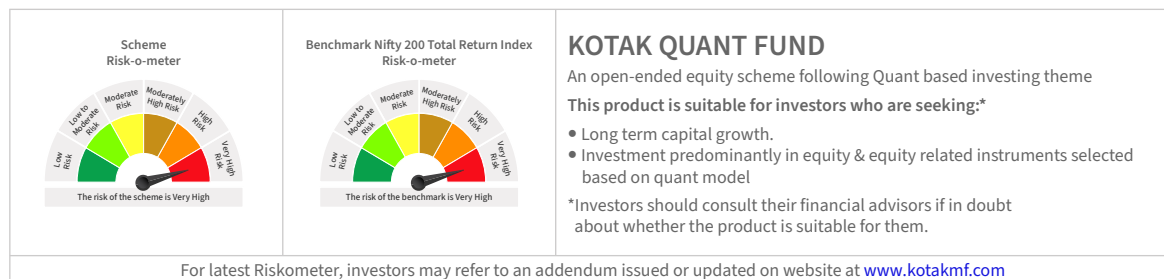 Scheme
Risk-o-meter
Low
Risk
Low to
Moderate
Risk
Moderate
Risk
Moderately
High Risk
High
Risk
Very High
Risk
The risk of the scheme is Very High
Benchmark Nifty 200 Total Return Index
Risk-o-meter
Low
Risk
Low to
Moderate
Risk
Moderate
Risk
Moderately
High Risk
High
Risk
Very High
Risk
The risk of the benchmark is Very High
KOTAK QUANT FUND
An open-ended equity scheme following Quant based investing theme
This product is suitable for investors who are seeking:*
● Long term capital growth.
● Investment predominantly in equity & equity related instruments selected
based on quant model
*Investors should consult their financial advisors if in doubt
about whether the product is suitable for them.
For latest Riskometer, investors may refer to an addendum issued or updated on website at www.kotakmf.com